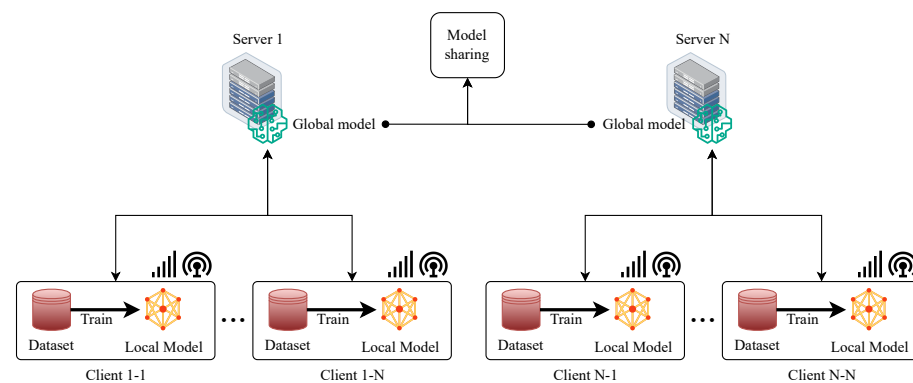 Server 1
Model
sharing
Server N
Global model
Global model
Train
Dataset
Local Model
...
Train
Dataset
Local Model
Train
Dataset
Local Model
...
Train
Dataset
Local Model
Client 1-1
Client 1-N
Client N-1
Client N-N